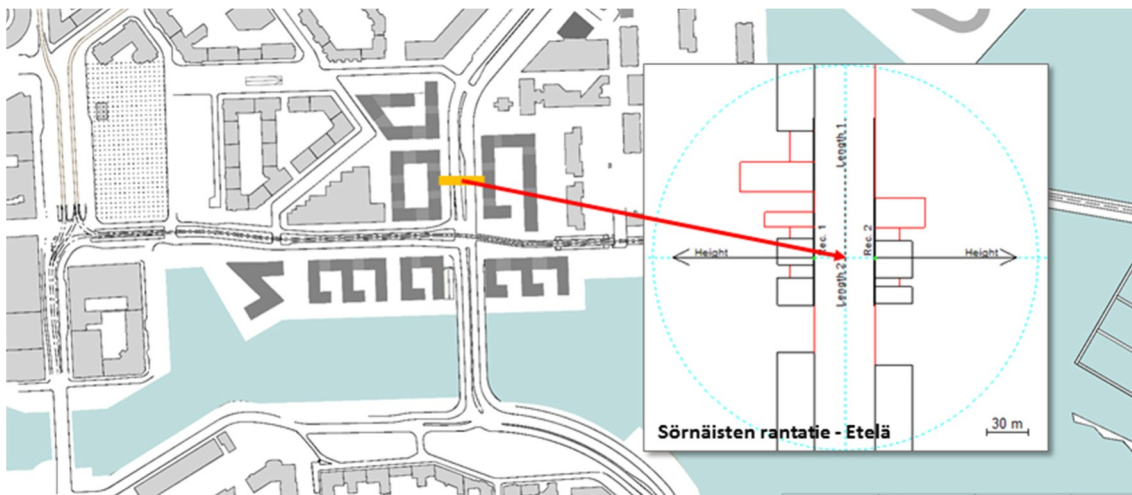 Length 1
Rec. 1
Rec. 2
Height
Height
Length 2
Sörnäisten rantatie - Etelä
30 m